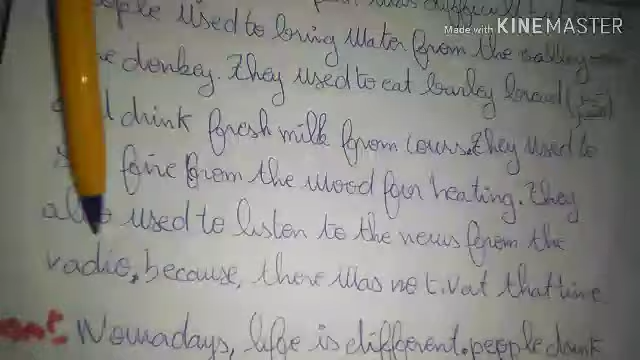 Made with KINEMASTER
used to bring water from the valley
donkey. They used to eat barley bread
drink fresh milk from cows. They used to
fire from the wood for heating. They
also used to listen to the news from the
radio, because, there was no t.v at that time
Nowadays, life is different. people drink